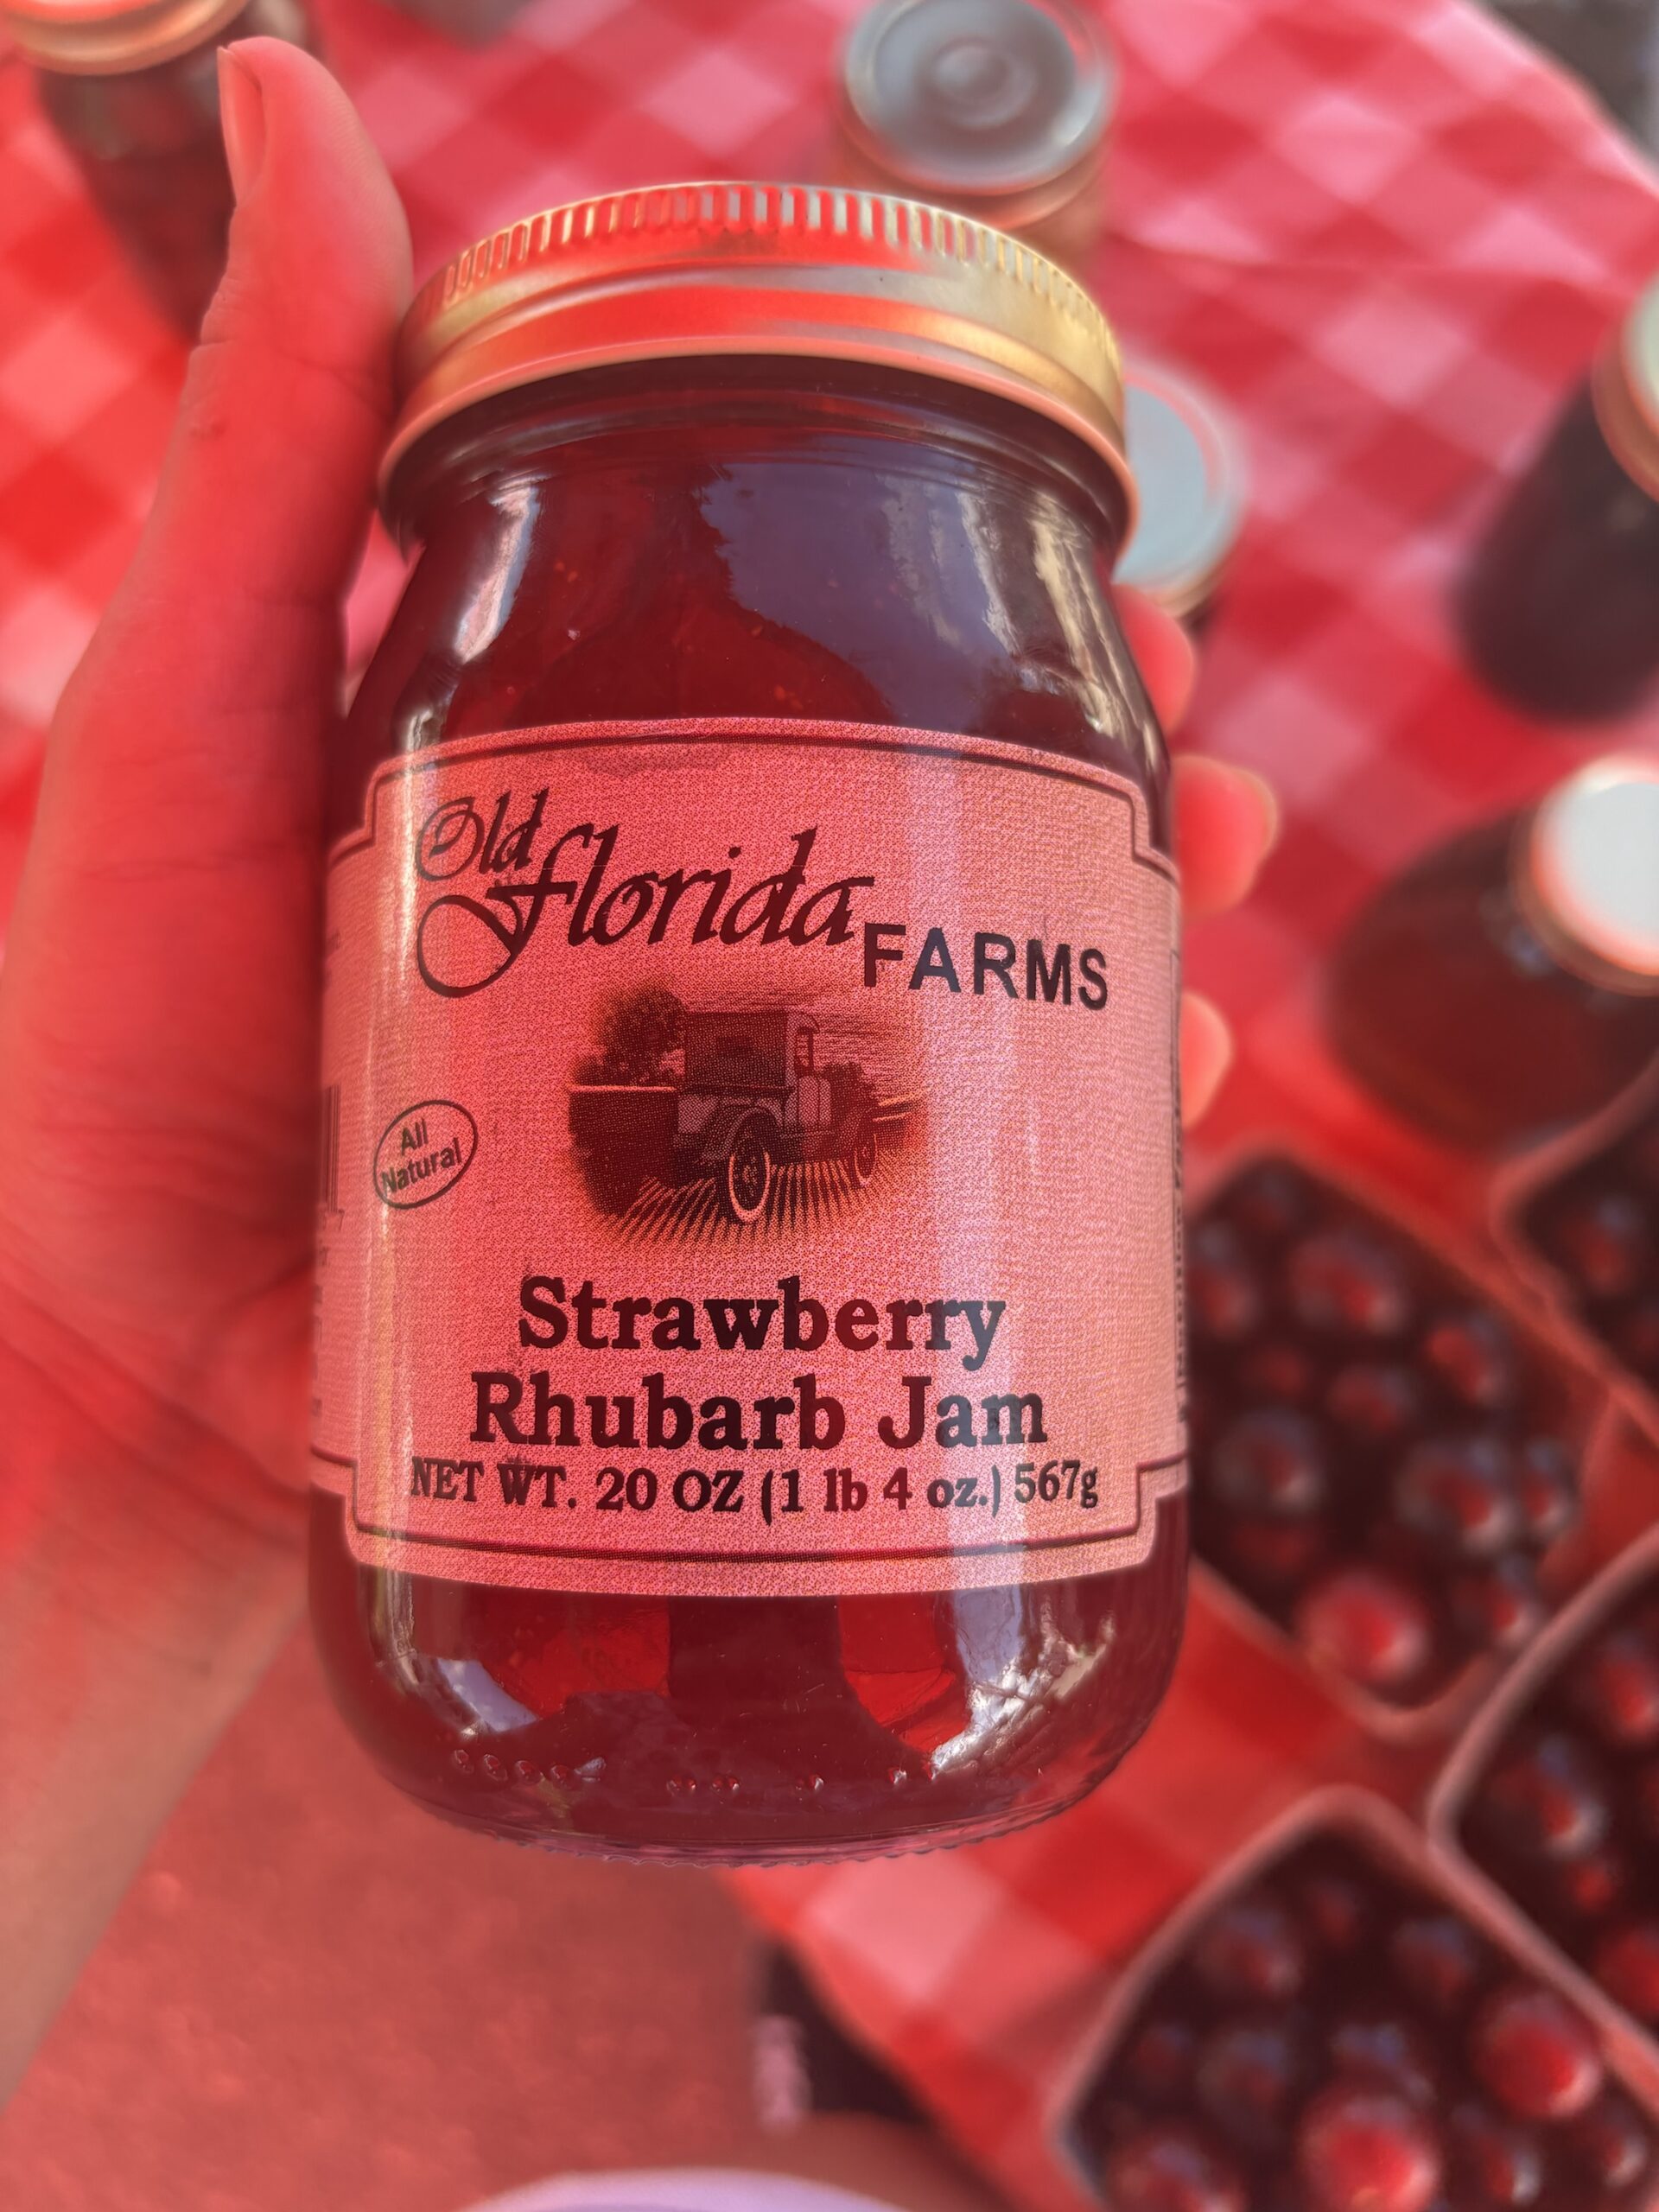 Old
Florida
FARMS
All
Natural
Strawberry
Rhubarb Jam
NET WT. 20 OZ (1 lb 4 oz.) 567g